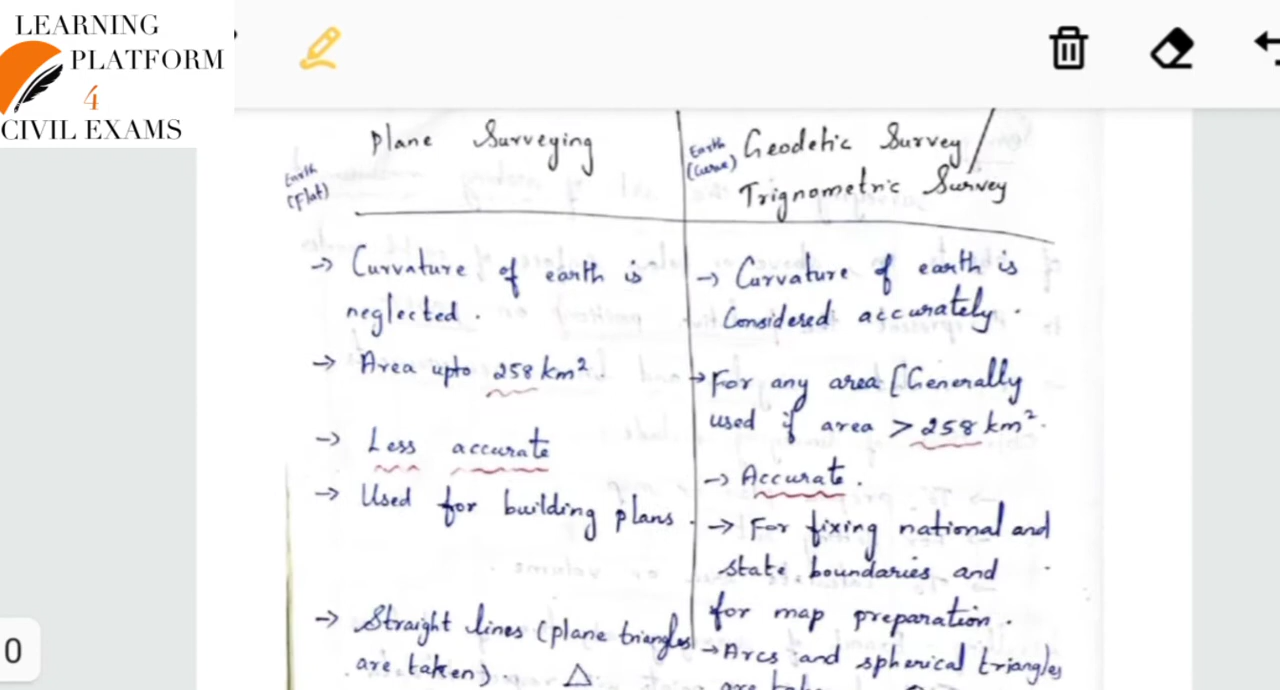 LEARNING
PLATFORM
4
CIVIL EXAMS
Plane Surveying
Earth
(Flat)
→ Curvature of earth is
neglected.
→ Area upto 258 km².
→ Less accurate
→ Used for building plans.
→ Straight lines (plane triangles
are taken). △
Earth
(Curve)
Geodetic Survey /
Trignometric Survey
→ Curvature of earth is
Considered accurately.
→ For any area [Generally
used if area > 258 km².
→ Accurate.
→ For fixing national and
state boundaries and
for map preparation.
→ Arcs and spherical triangles
are
0